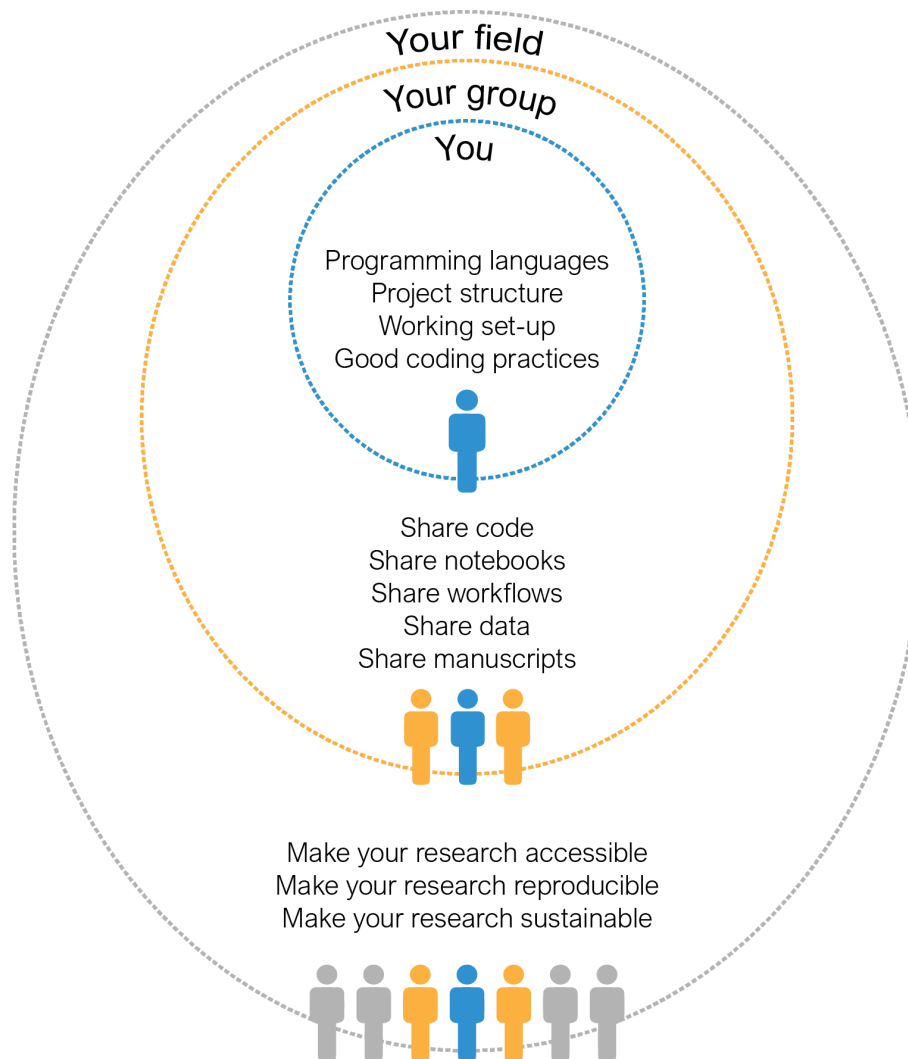 Your field
Your group
You
Programming languages
Project structure
Working set-up
Good coding practices
Share code
Share notebooks
Share workflows
Share data
Share manuscripts
Make your research accessible
Make your research reproducible
Make your research sustainable